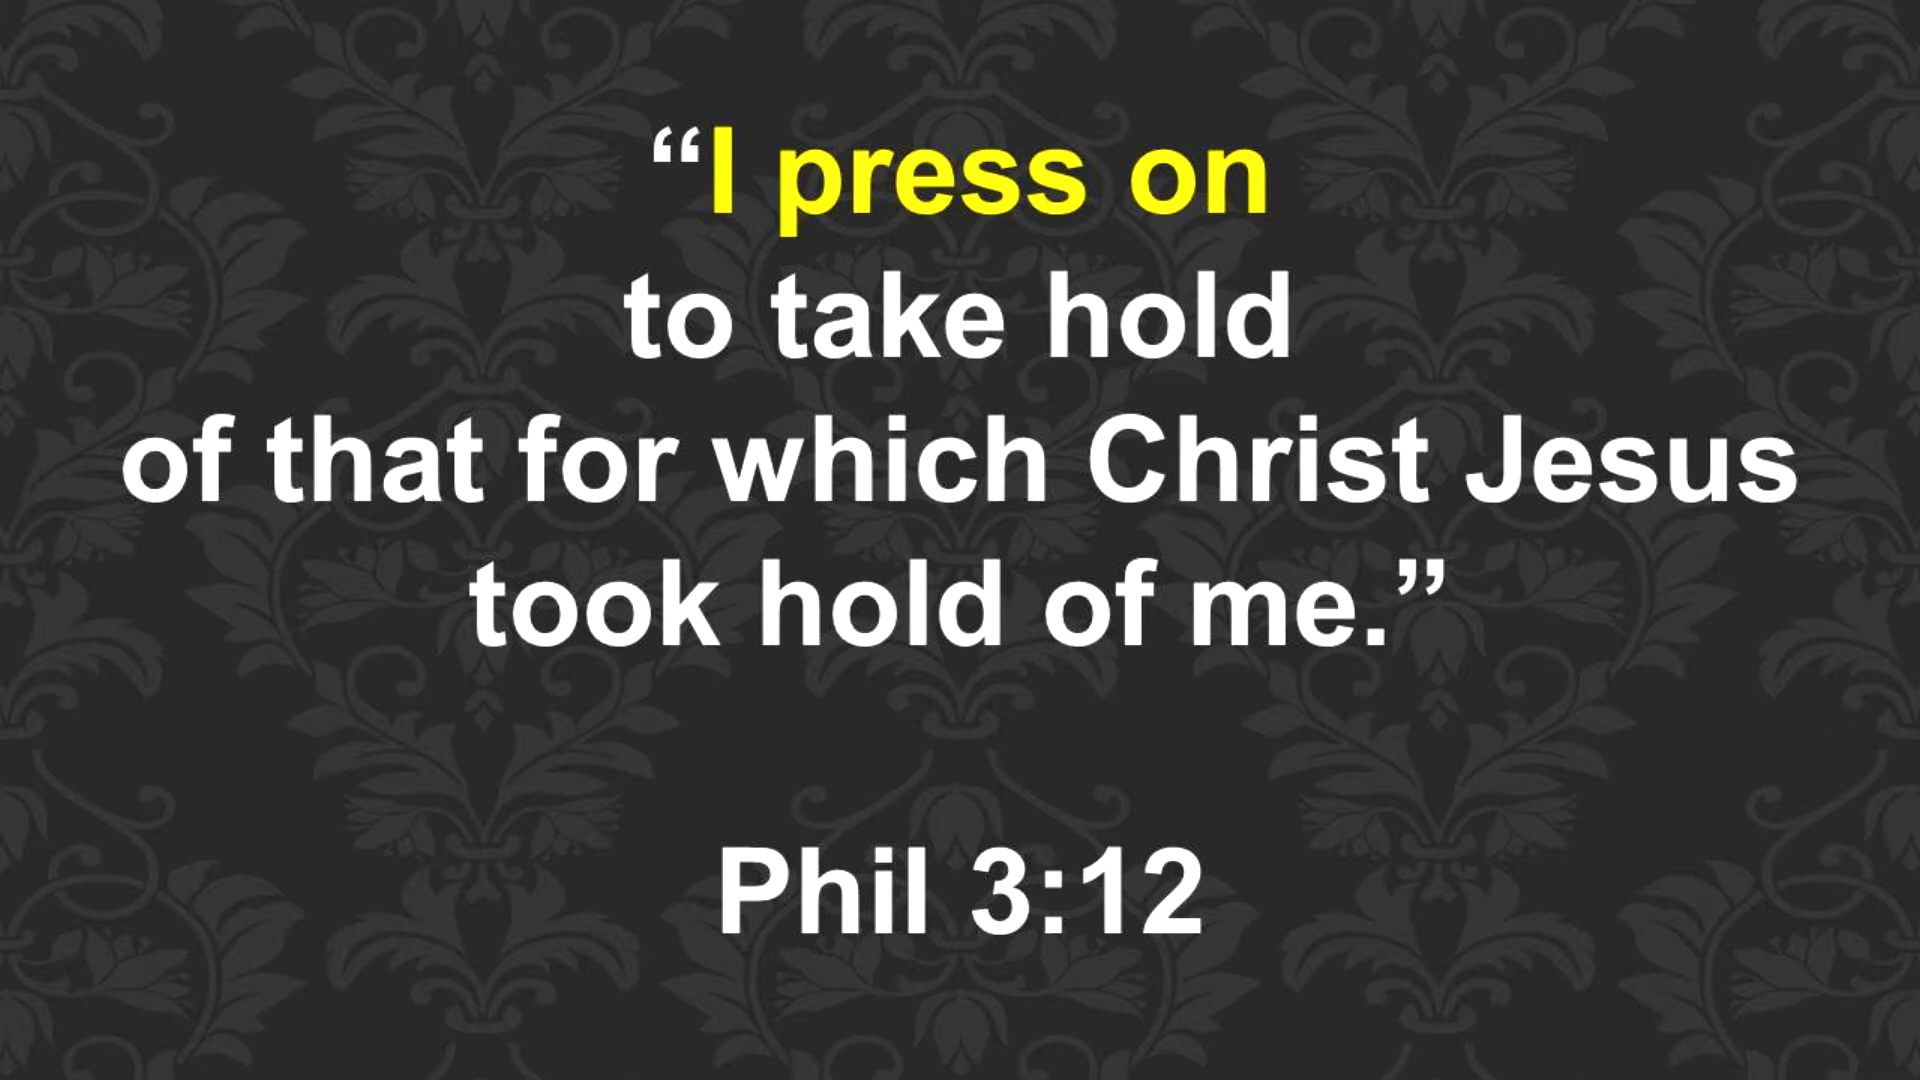 “I press on
to take hold
of that for which Christ Jesus
took hold of me.”
Phil 3:12